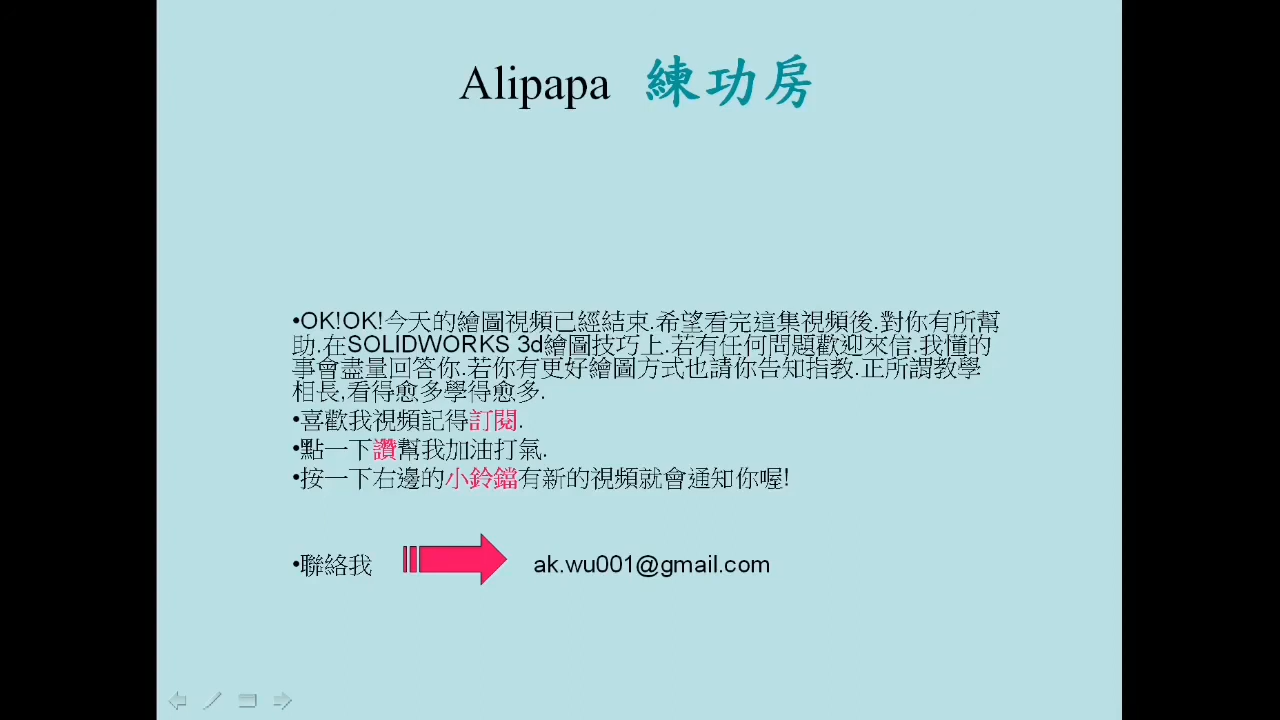 Alipapa 練功房
•OK!OK!今天的繪圖視頻已經結束.希望看完這集視頻後.對你有所幫
助.在SOLIDWORKS 3d繪圖技巧上.若有任何問題歡迎來信.我懂的
事會盡量回答你.若你有更好繪圖方式也請你告知指教.正所謂教學
相長,看得愈多學得愈多.
•喜歡我視頻記得訂閱.
•點一下讚幫我加油打氣.
•按一下右邊的小鈴鐺有新的視頻就會通知你喔!
•聯絡我 ak.wu001@gmail.com